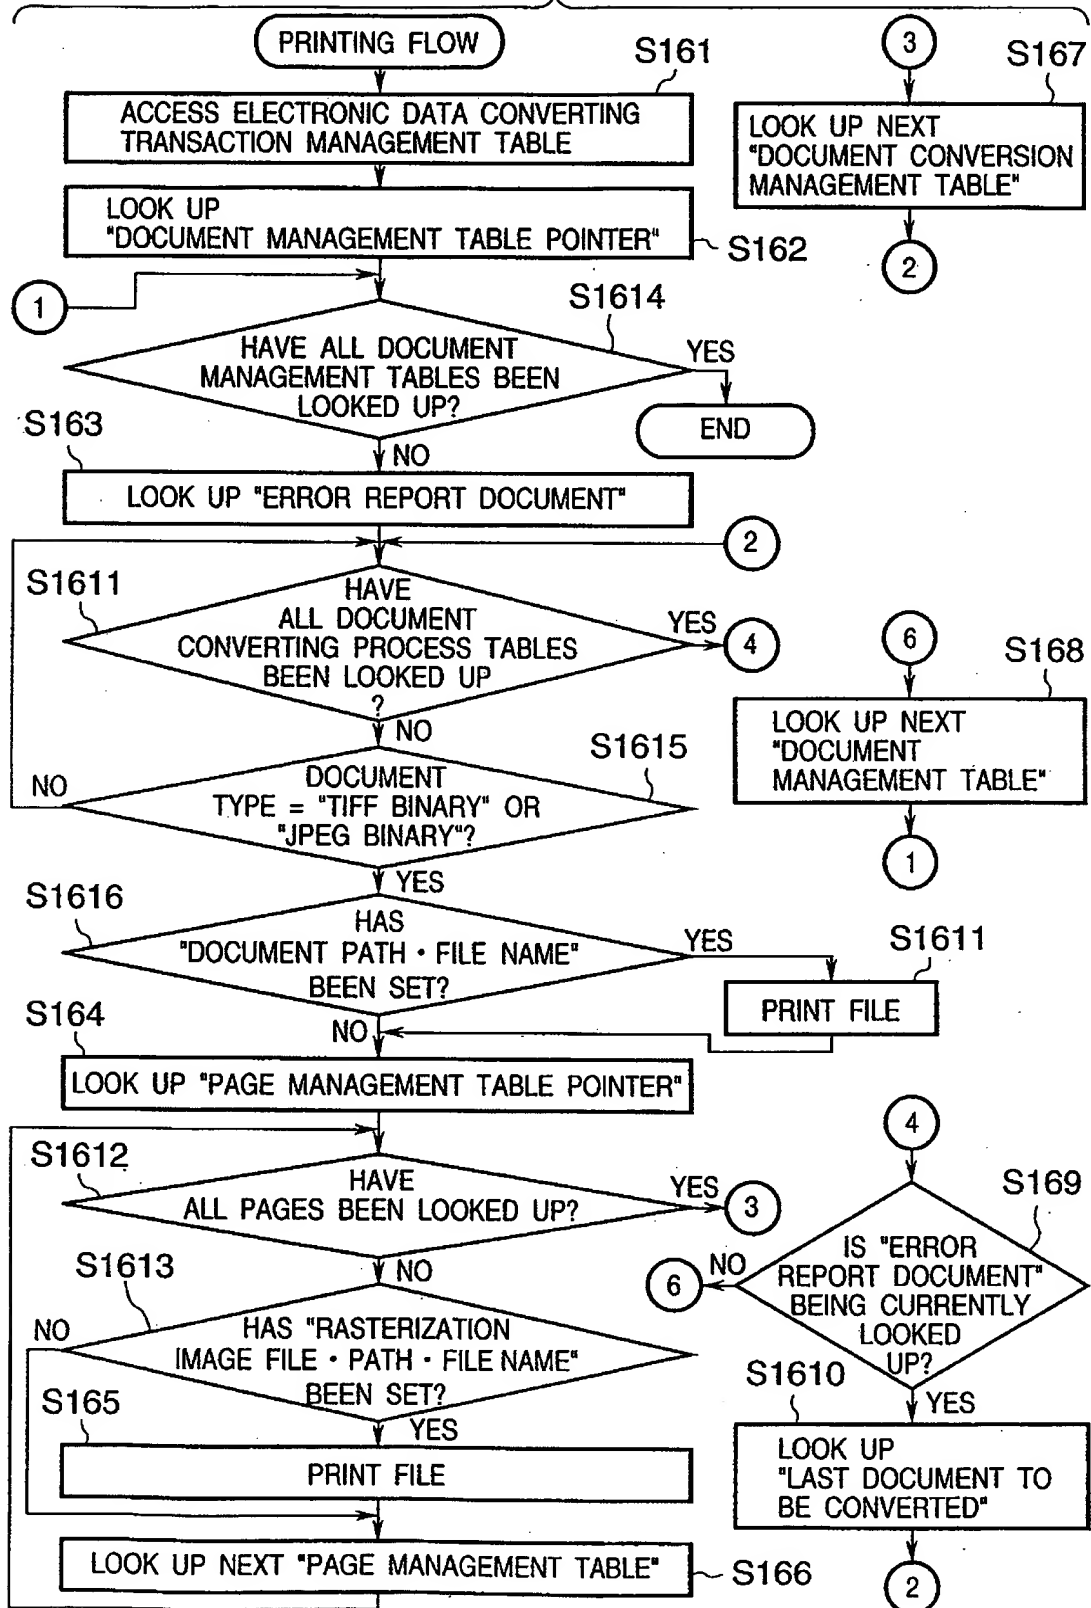 PRINTING FLOW
S161
ACCESS ELECTRONIC DATA CONVERTING
TRANSACTION MANAGEMENT TABLE
LOOK UP
"DOCUMENT MANAGEMENT TABLE POINTER"
S162
1
S1614
HAVE ALL DOCUMENT
MANAGEMENT TABLES BEEN
LOOKED UP?
YES
END
S163
NO
LOOK UP "ERROR REPORT DOCUMENT"
2
S1611
HAVE
ALL DOCUMENT
CONVERTING PROCESS TABLES
BEEN LOOKED UP
?
YES
4
NO
S1615
NO
DOCUMENT
TYPE = "TIFF BINARY" OR
"JPEG BINARY"?
YES
S1616
HAS
"DOCUMENT PATH・FILE NAME"
BEEN SET?
YES
S1611
PRINT FILE
S164
NO
LOOK UP "PAGE MANAGEMENT TABLE POINTER"
S1612
HAVE
ALL PAGES BEEN LOOKED UP?
YES
3
S1613
NO
NO
HAS "RASTERIZATION
IMAGE FILE・PATH・FILE NAME"
BEEN SET?
S165
YES
PRINT FILE
LOOK UP NEXT "PAGE MANAGEMENT TABLE"
S166
3
S167
LOOK UP NEXT
"DOCUMENT CONVERSION
MANAGEMENT TABLE"
2
6
S168
LOOK UP NEXT
"DOCUMENT
MANAGEMENT TABLE"
1
4
S169
IS "ERROR
REPORT DOCUMENT"
BEING CURRENTLY
LOOKED
UP?
NO
6
S1610
YES
LOOK UP
"LAST DOCUMENT TO
BE CONVERTED"
2